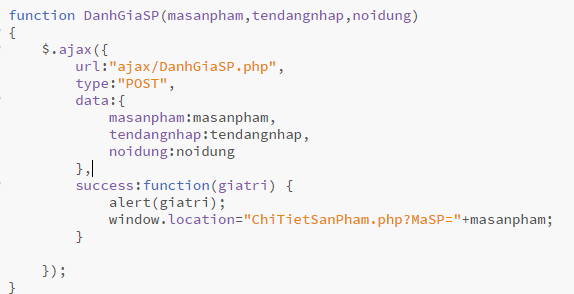 function DanhGiaSP(masanpham,tendangnhap,noidung)
{
    $.ajax({
        url:"ajax/DanhGiaSP.php",
        type:"POST",
        data:{
            masanpham:masanpham,
            tendangnhap:tendangnhap,
            noidung:noidung
        },
        success:function(giatri) {
            alert(giatri);
            window.location="ChiTietSanPham.php?MaSP="+masanpham;
        }

    });
}